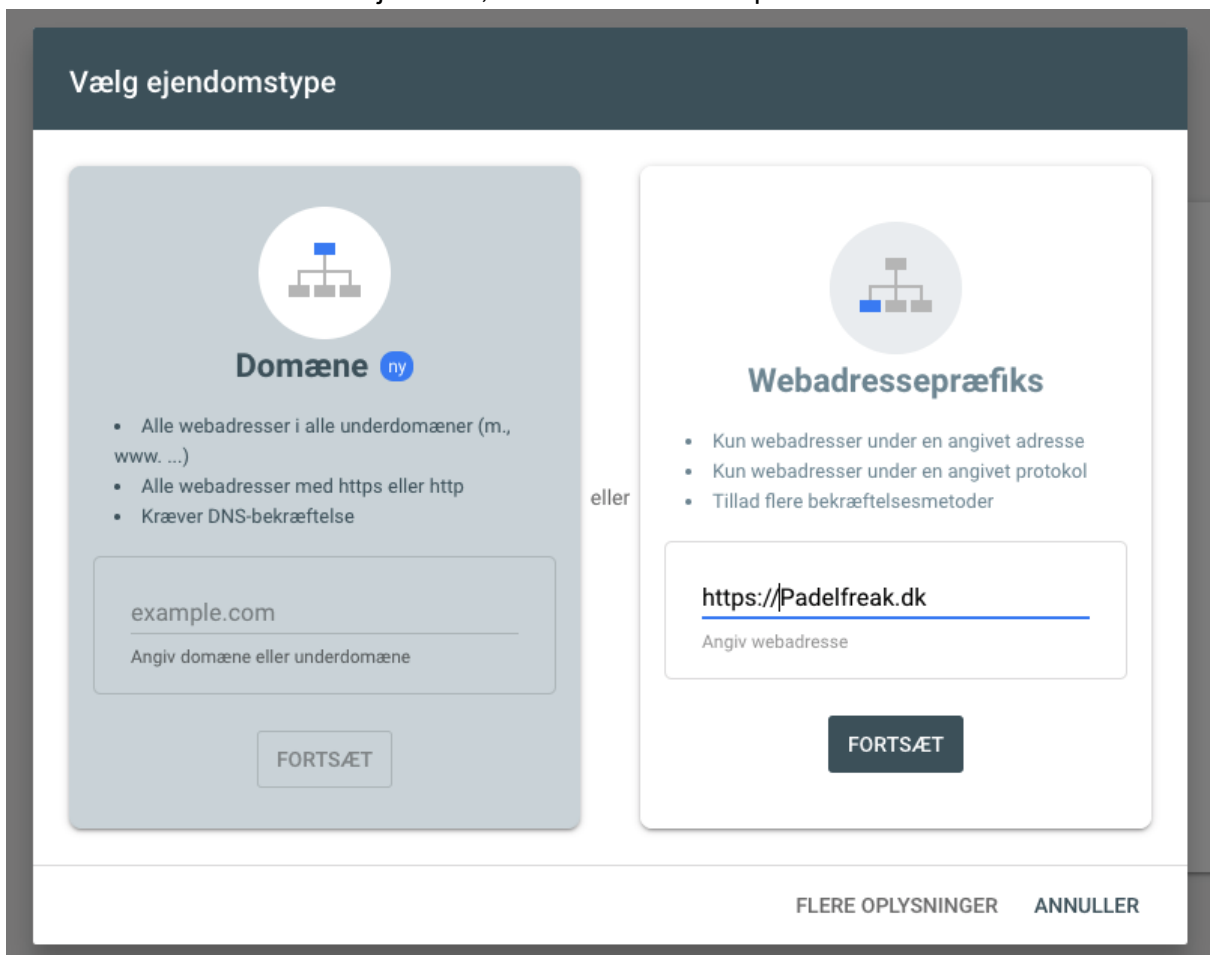 Vælg ejendomstype
Domæne ny
• Alle webadresser i alle underdomæner (m.,
www. ...)
• Alle webadresser med https eller http
• Kræver DNS-bekræftelse
example.com
Angiv domæne eller underdomæne
FORTSÆT
eller
Webadressepræfiks
• Kun webadresser under en angivet adresse
• Kun webadresser under en angivet protokol
• Tillad flere bekræftelsesmetoder
https://Padelfreak.dk
Angiv webadresse
FORTSÆT
FLERE OPLYSNINGER ANNULLER